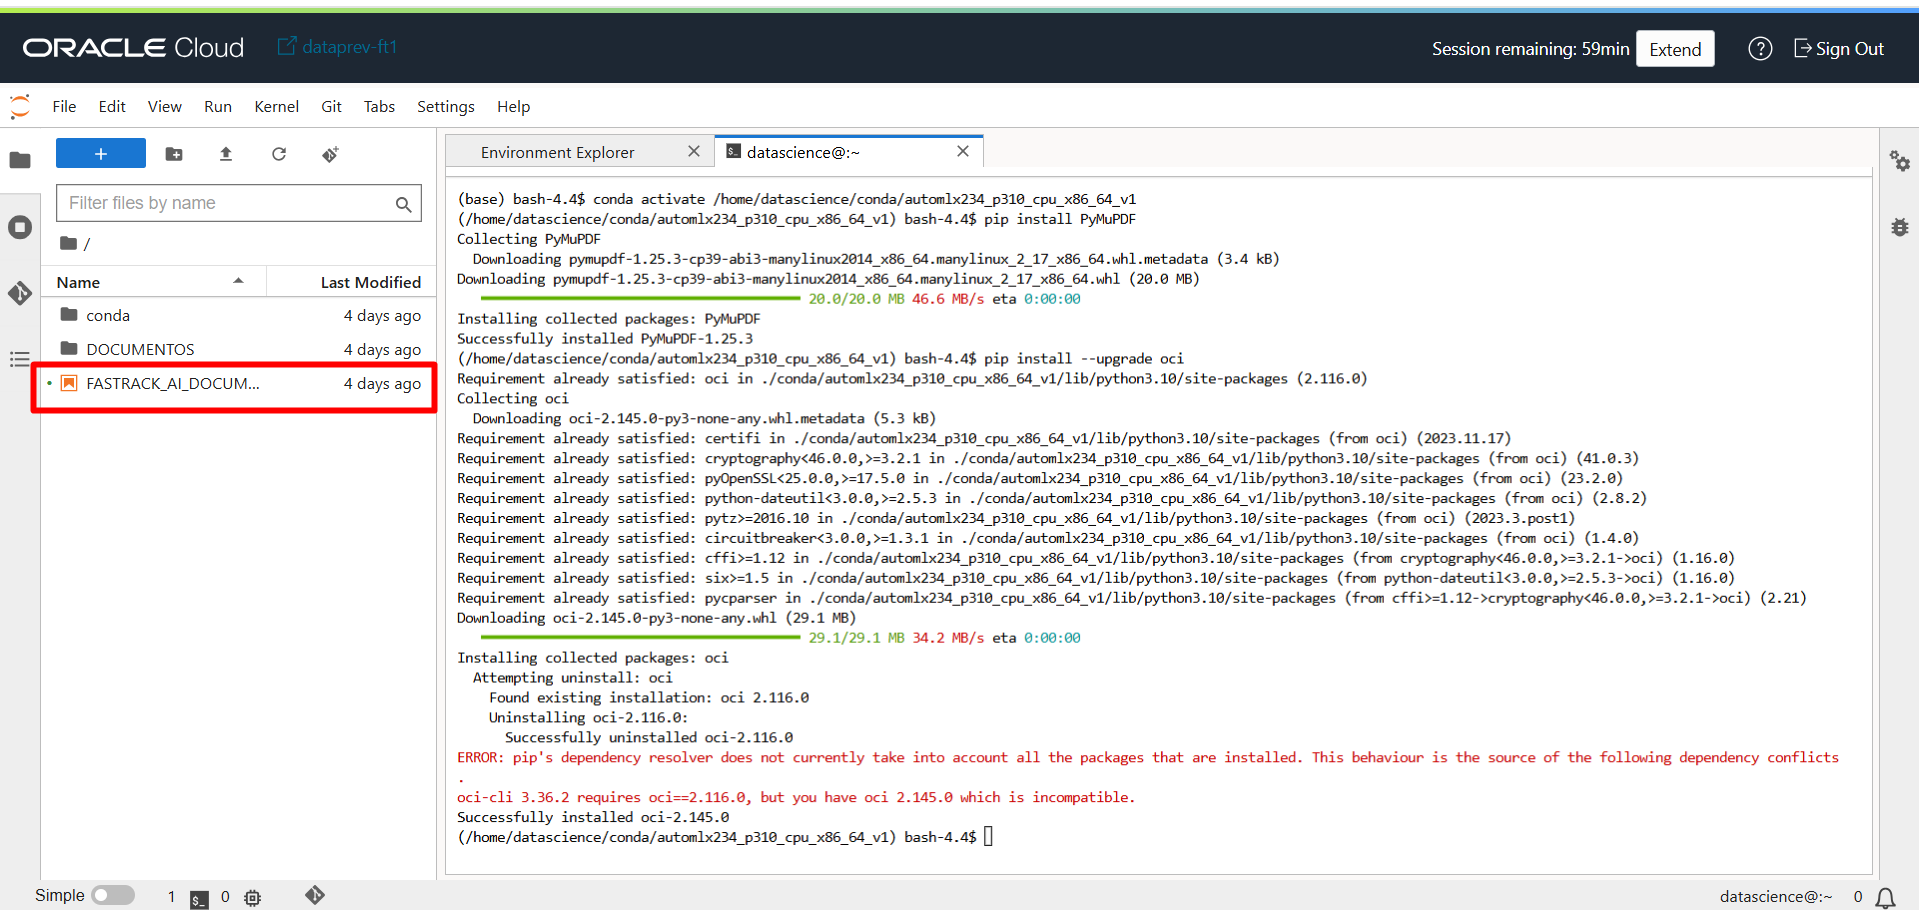 ORACLE Cloud dataprev-ft1 Session remaining: 59min Extend ? Sign Out
File Edit View Run Kernel Git Tabs Settings Help
+
Environment Explorer
$_ datascience@:~
Filter files by name
/
Name Last Modified
conda 4 days ago
DOCUMENTOS 4 days ago
FASTRACK_AI_DOCUM... 4 days ago
(base) bash-4.4$ conda activate /home/datascience/conda/automlx234_p310_cpu_x86_64_v1
(/home/datascience/conda/automlx234_p310_cpu_x86_64_v1) bash-4.4$ pip install PyMuPDF
Collecting PyMuPDF
Downloading pymupdf-1.25.3-cp39-abi3-manylinux2014_x86_64.manylinux_2_17_x86_64.whl.metadata (3.4 kB)
Downloading pymupdf-1.25.3-cp39-abi3-manylinux2014_x86_64.manylinux_2_17_x86_64.whl (20.0 MB)
20.0/20.0 MB 46.6 MB/s eta 0:00:00
Installing collected packages: PyMuPDF
Successfully installed PyMuPDF-1.25.3
(/home/datascience/conda/automlx234_p310_cpu_x86_64_v1) bash-4.4$ pip install --upgrade oci
Requirement already satisfied: oci in ./conda/automlx234_p310_cpu_x86_64_v1/lib/python3.10/site-packages (2.116.0)
Collecting oci
Downloading oci-2.145.0-py3-none-any.whl.metadata (5.3 kB)
Requirement already satisfied: certifi in ./conda/automlx234_p310_cpu_x86_64_v1/lib/python3.10/site-packages (from oci) (2023.11.17)
Requirement already satisfied: cryptography<46.0.0,>=3.2.1 in ./conda/automlx234_p310_cpu_x86_64_v1/lib/python3.10/site-packages (from oci) (41.0.3)
Requirement already satisfied: pyOpenSSL<25.0.0,>=17.5.0 in ./conda/automlx234_p310_cpu_x86_64_v1/lib/python3.10/site-packages (from oci) (23.2.0)
Requirement already satisfied: python-dateutil<3.0.0,>=2.5.3 in ./conda/automlx234_p310_cpu_x86_64_v1/lib/python3.10/site-packages (from oci) (2.8.2)
Requirement already satisfied: pytz>=2016.10 in ./conda/automlx234_p310_cpu_x86_64_v1/lib/python3.10/site-packages (from oci) (2023.3.post1)
Requirement already satisfied: circuitbreaker<3.0.0,>=1.3.1 in ./conda/automlx234_p310_cpu_x86_64_v1/lib/python3.10/site-packages (from oci) (1.4.0)
Requirement already satisfied: cffi>=1.12 in ./conda/automlx234_p310_cpu_x86_64_v1/lib/python3.10/site-packages (from cryptography<46.0.0,>=3.2.1->oci) (1.16.0)
Requirement already satisfied: six>=1.5 in ./conda/automlx234_p310_cpu_x86_64_v1/lib/python3.10/site-packages (from python-dateutil<3.0.0,>=2.5.3->oci) (1.16.0)
Requirement already satisfied: pycparser in ./conda/automlx234_p310_cpu_x86_64_v1/lib/python3.10/site-packages (from cffi>=1.12->cryptography<46.0.0,>=3.2.1->oci) (2.21)
Downloading oci-2.145.0-py3-none-any.whl (29.1 MB)
29.1/29.1 MB 34.2 MB/s eta 0:00:00
Installing collected packages: oci
Attempting uninstall: oci
Found existing installation: oci 2.116.0
Uninstalling oci-2.116.0:
Successfully uninstalled oci-2.116.0
ERROR: pip's dependency resolver does not currently take into account all the packages that are installed. This behaviour is the source of the following dependency conflicts
.
oci-cli 3.36.2 requires oci==2.116.0, but you have oci 2.145.0 which is incompatible.
Successfully installed oci-2.145.0
(/home/datascience/conda/automlx234_p310_cpu_x86_64_v1) bash-4.4$
Simple 1 $_ 0 datascience@:~ 0